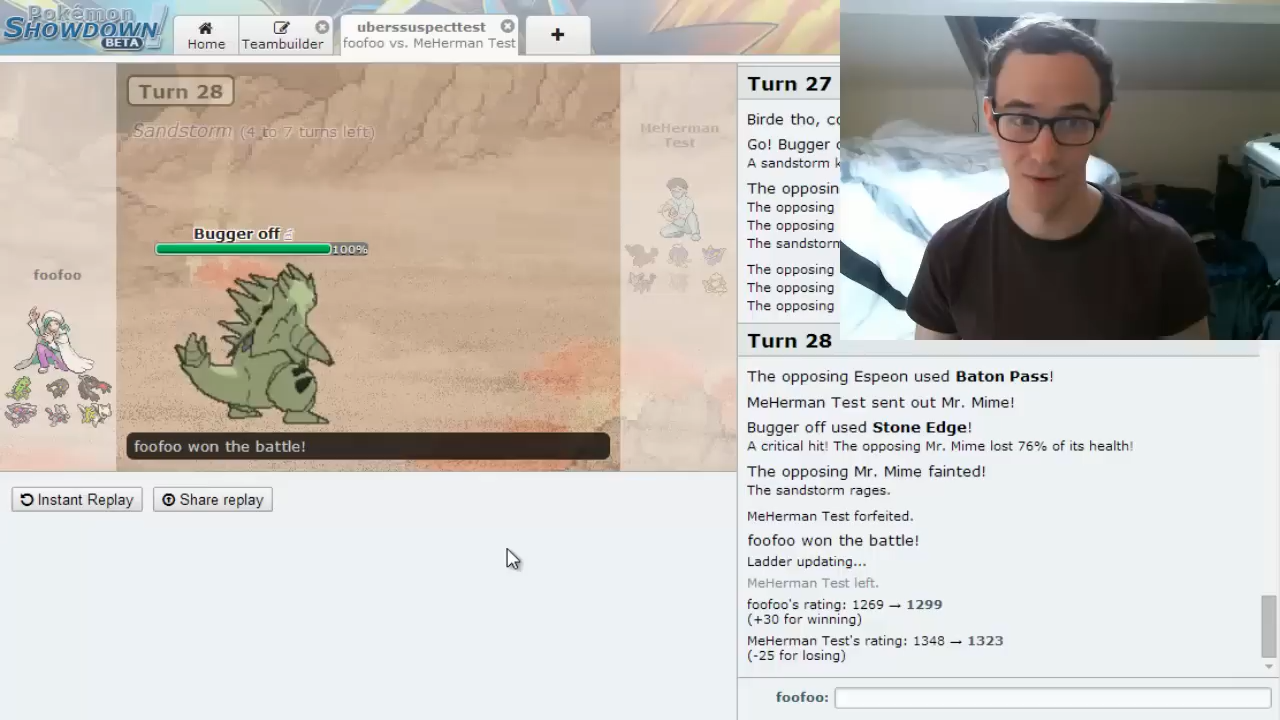 Pokémon
SHOWDOWN
BETA
Home
Teambuilder
uberssuspecttest
foofoo vs. MeHerman Test
+
Turn 28
Sandstorm (4 to 7 turns left)
foofoo
MeHerman
Test
Bugger off
100%
foofoo won the battle!
Instant Replay
Share replay
Turn 27
Birde tho, co
Go! Bugger o
A sandstorm k
The opposin
The opposing
The opposing
The sandstorm
The opposing
The opposing
The opposing
Turn 28
The opposing Espeon used Baton Pass!
MeHerman Test sent out Mr. Mime!
Bugger off used Stone Edge!
A critical hit! The opposing Mr. Mime lost 76% of its health!
The opposing Mr. Mime fainted!
The sandstorm rages.
MeHerman Test forfeited.
foofoo won the battle!
Ladder updating...
MeHerman Test left.
foofoo's rating: 1269 → 1299
(+30 for winning)
MeHerman Test's rating: 1348 → 1323
(-25 for losing)
foofoo: